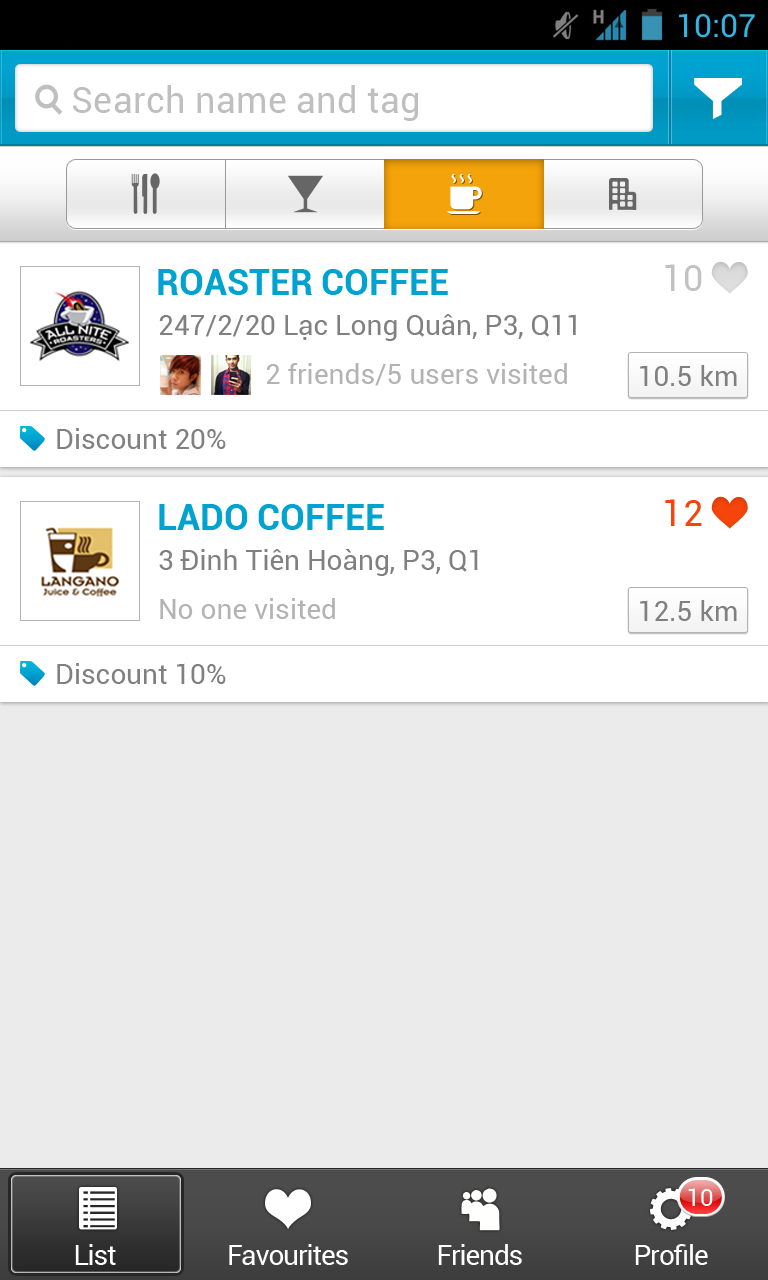 H 10:07
Search name and tag
ROASTER COFFEE
10
247/2/20 Lạc Long Quân, P3, Q11
2 friends/5 users visited
10.5 km
ALL NITE
ROASTERS
Discount 20%
LADO COFFEE
12
3 Đinh Tiên Hoàng, P3, Q1
No one visited
12.5 km
LANGANO
Juice & Coffee
Discount 10%
List
Favourites
Friends
10
Profile